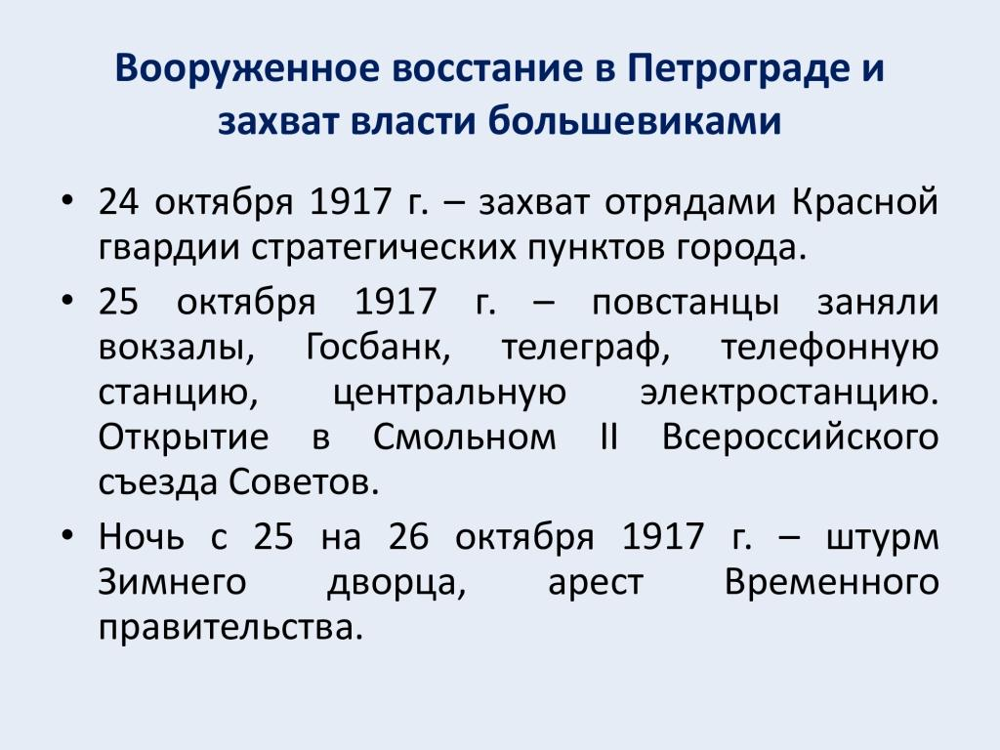 Вооруженное восстание в Петрограде и
захват власти большевиками
• 24 октября 1917 г. – захват отрядами Красной
гвардии стратегических пунктов города.
• 25 октября 1917 г. – повстанцы заняли
вокзалы, Госбанк, телеграф, телефонную
станцию, центральную электростанцию.
Открытие в Смольном II Всероссийского
съезда Советов.
• Ночь с 25 на 26 октября 1917 г. – штурм
Зимнего дворца, арест Временного
правительства.